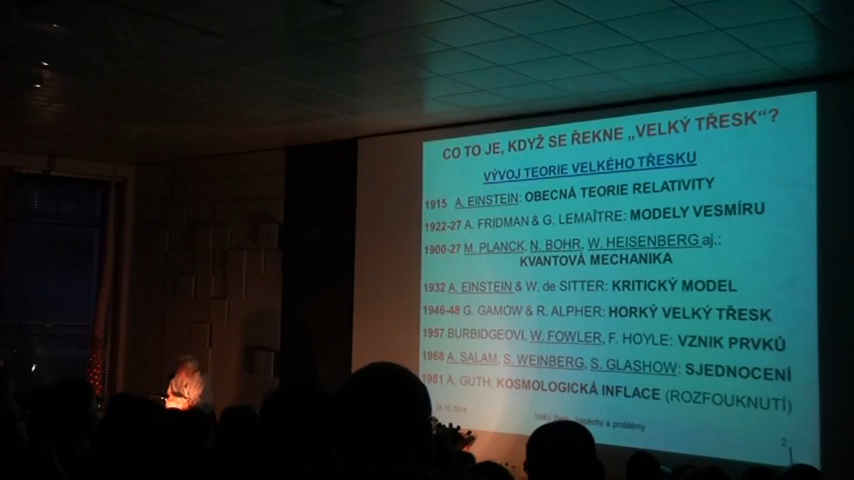 CO TO JE, KDYŽ SE ŘEKNE „VELKÝ TŘESK“?
VÝVOJ TEORIE VELKÉHO TŘESKU
1915 A. EINSTEIN: OBECNÁ TEORIE RELATIVITY
1922-27 A. FRIDMAN & G. LEMAÎTRE: MODELY VESMÍRU
1900-27 M. PLANCK, N. BOHR, W. HEISENBERG aj.:
KVANTOVÁ MECHANIKA
1932 A. EINSTEIN & W. de SITTER: KRITICKÝ MODEL
1946-48 G. GAMOW & R. ALPHER: HORKÝ VELKÝ TŘESK
1957 BURBIDGEOVI, W. FOWLER, F. HOYLE: VZNIK PRVKŮ
1968 A. SALAM, S. WEINBERG, S. GLASHOW: SJEDNOCENÍ
1981 A. GUTH: KOSMOLOGICKÁ INFLACE (ROZFOUKNUTÍ)
Velký a problémy
2